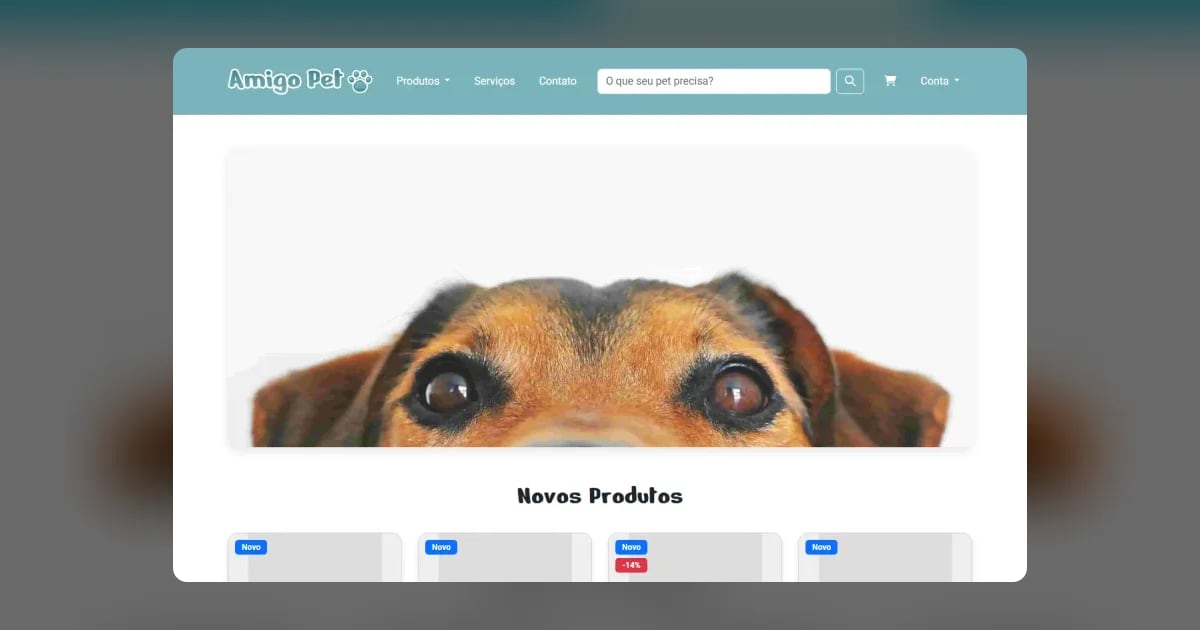 Amigo Pet Produtos Serviços Contato O que seu pet precisa? Conta
Novos Produtos
Novo Novo Novo Novo
-14%